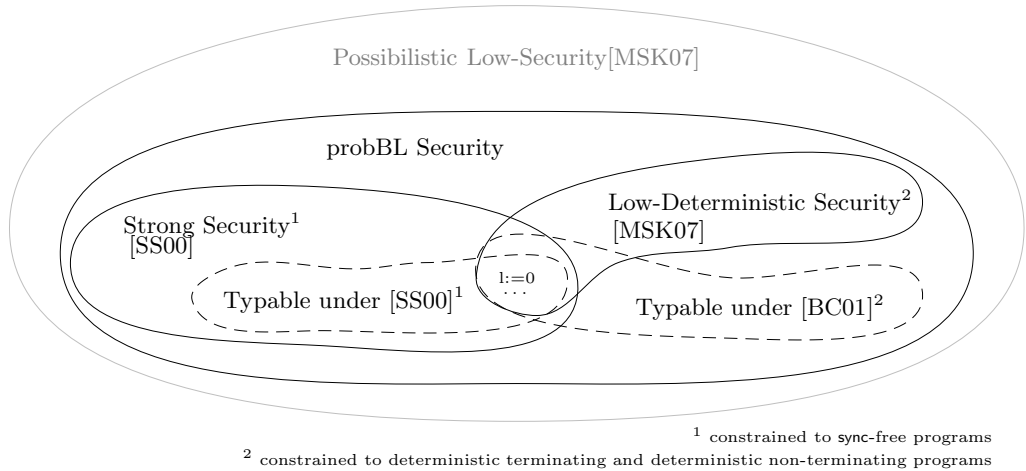 Possibilistic Low-Security[MSK07]
probBL Security
Low-Deterministic Security²
[MSK07]
Strong Security¹
[SS00]
l:=0
...
Typable under [SS00]¹
Typable under [BC01]²
¹ constrained to sync-free programs
² constrained to deterministic terminating and deterministic non-terminating programs